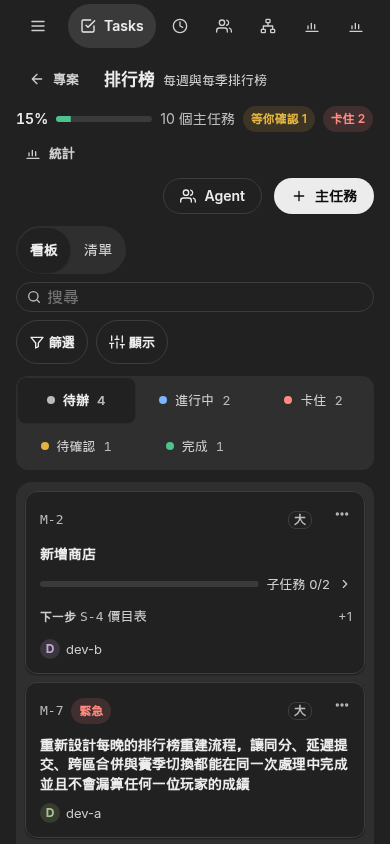 Tasks
專案 排行榜 每週與每季排行榜
15% 10 個主任務 等你確認 1 卡住 2
統計
Agent 主任務
看板 清單
搜尋
篩選 顯示
待辦 4 進行中 2 卡住 2
待確認 1 完成 1
M-2 大
新增商店
子任務 0/2
下一步 S-4 價目表 +1
D dev-b
M-7 緊急 大
重新設計每晚的排行榜重建流程，讓同分、延遲提
交、跨區合併與賽季切換都能在同一次處理中完成
並且不會漏算任何一位玩家的成績
D dev-a